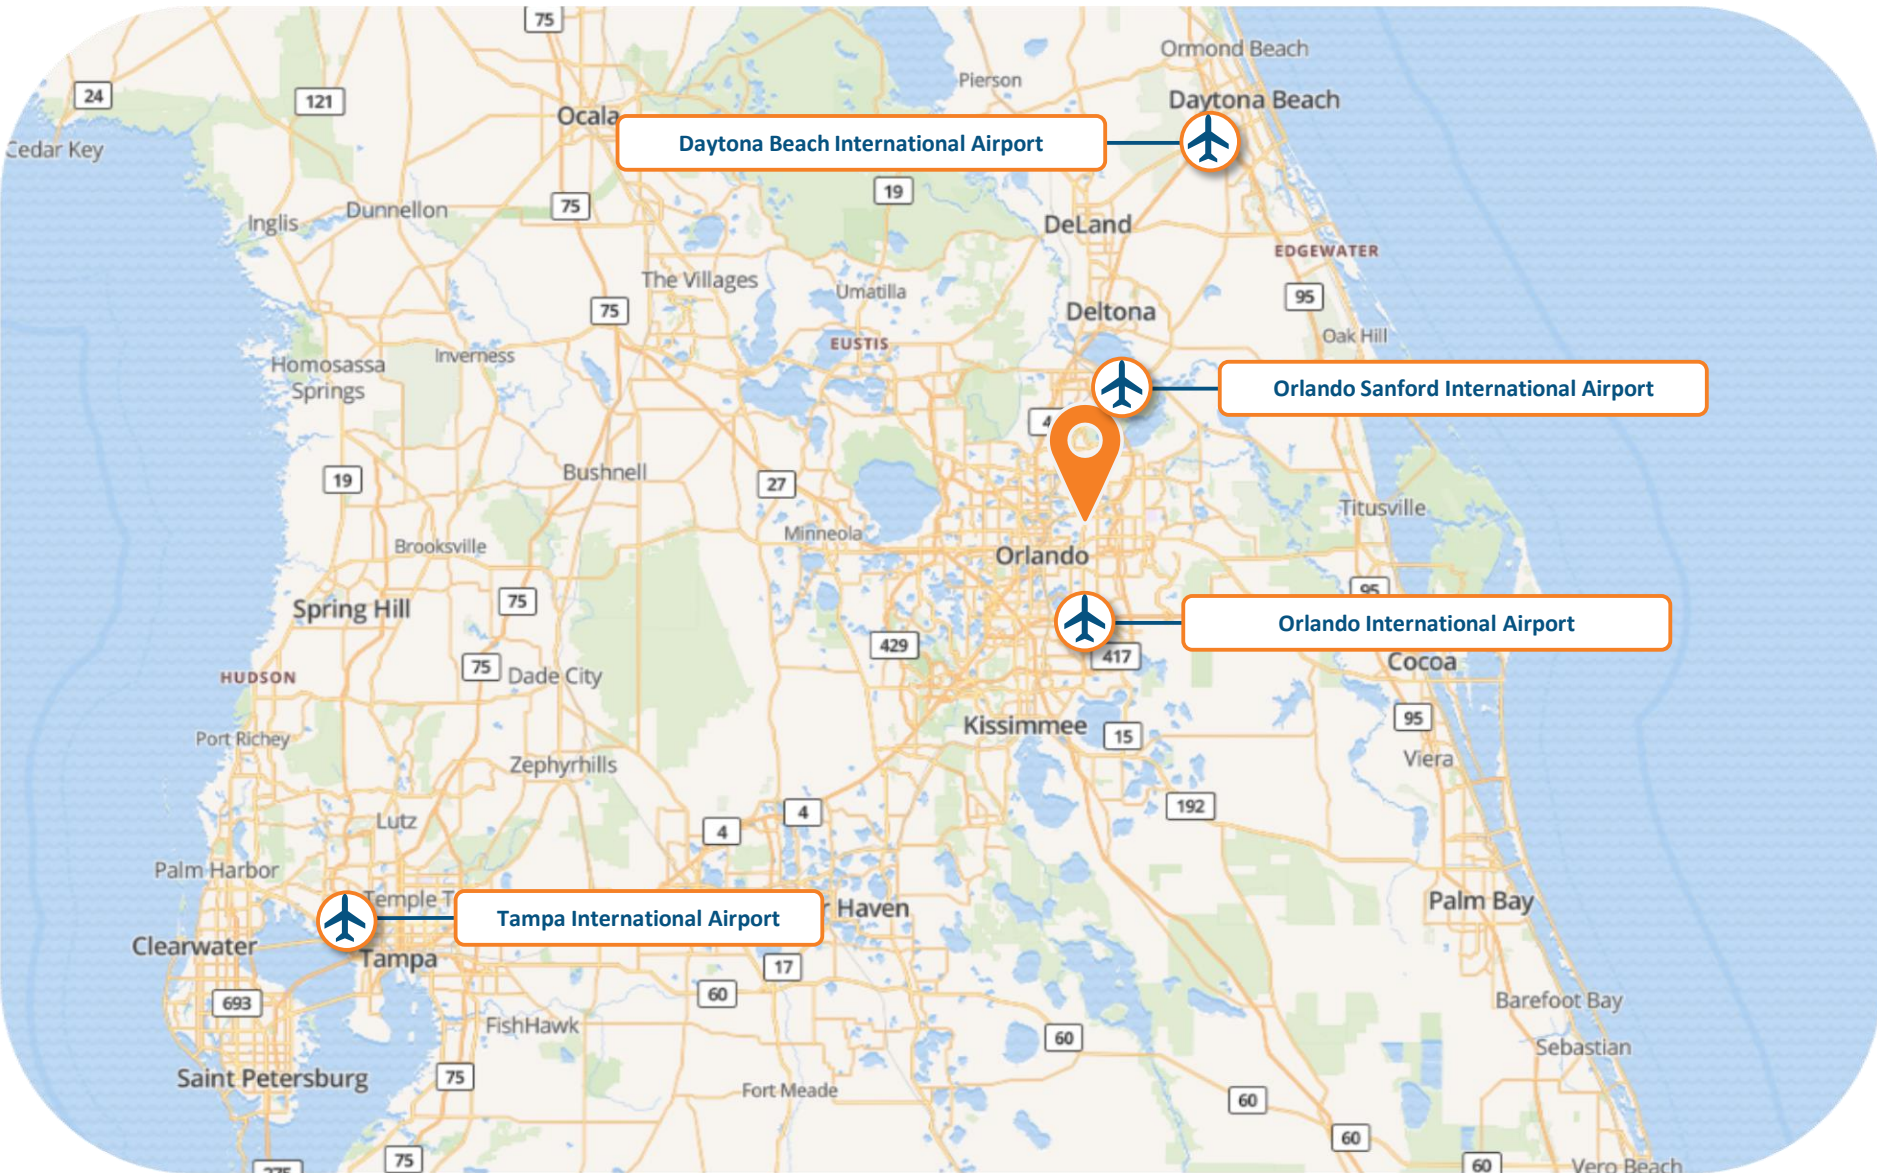 75
Ormond Beach
Pierson
24
121
Daytona Beach
Ocala
Daytona Beach International Airport
Cedar Key
19
75
Dunnellon
Inglis
DeLand
EDGEWATER
The Villages
Umatilla
95
75
Deltona
Oak Hill
EUSTIS
Inverness
Homosassa
Springs
Orlando Sanford International Airport
4
Bushnell
19
27
Titusville
Minneola
Brooksville
Orlando
95
75
Spring Hill
Orlando International Airport
429
417
Cocoa
75
Dade City
HUDSON
95
Kissimmee
15
Port Richey
Viera
Zephyrhills
192
4
4
Lutz
Palm Harbor
Temple T
Palm Bay
r Haven
Tampa International Airport
Clearwater
Tampa
17
60
693
Barefoot Bay
FishHawk
60
Sebastian
75
Saint Petersburg
Fort Meade
60
60
75
60
Vero Beach
275